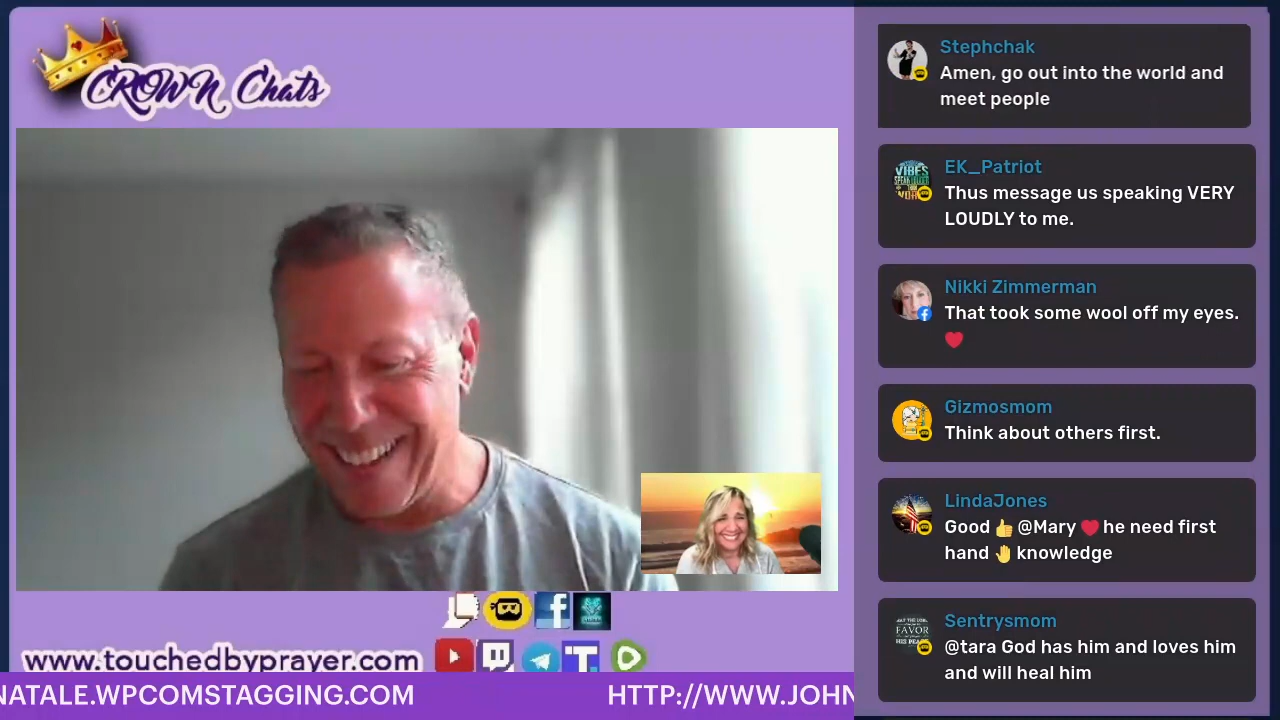 CROWN Chats
www.touchedbyprayer.com
NATALE.WPCOMSTAGGING.COM
HTTP://WWW.JOHN
Stephchak
Amen, go out into the world and
meet people
EK_Patriot
Thus message us speaking VERY
LOUDLY to me.
Nikki Zimmerman
That took some wool off my eyes.
❤️
Gizmosmom
Think about others first.
LindaJones
Good 👍 @Mary ❤️ he need first
hand 🤚 knowledge
Sentrysmom
@tara God has him and loves him
and will heal him